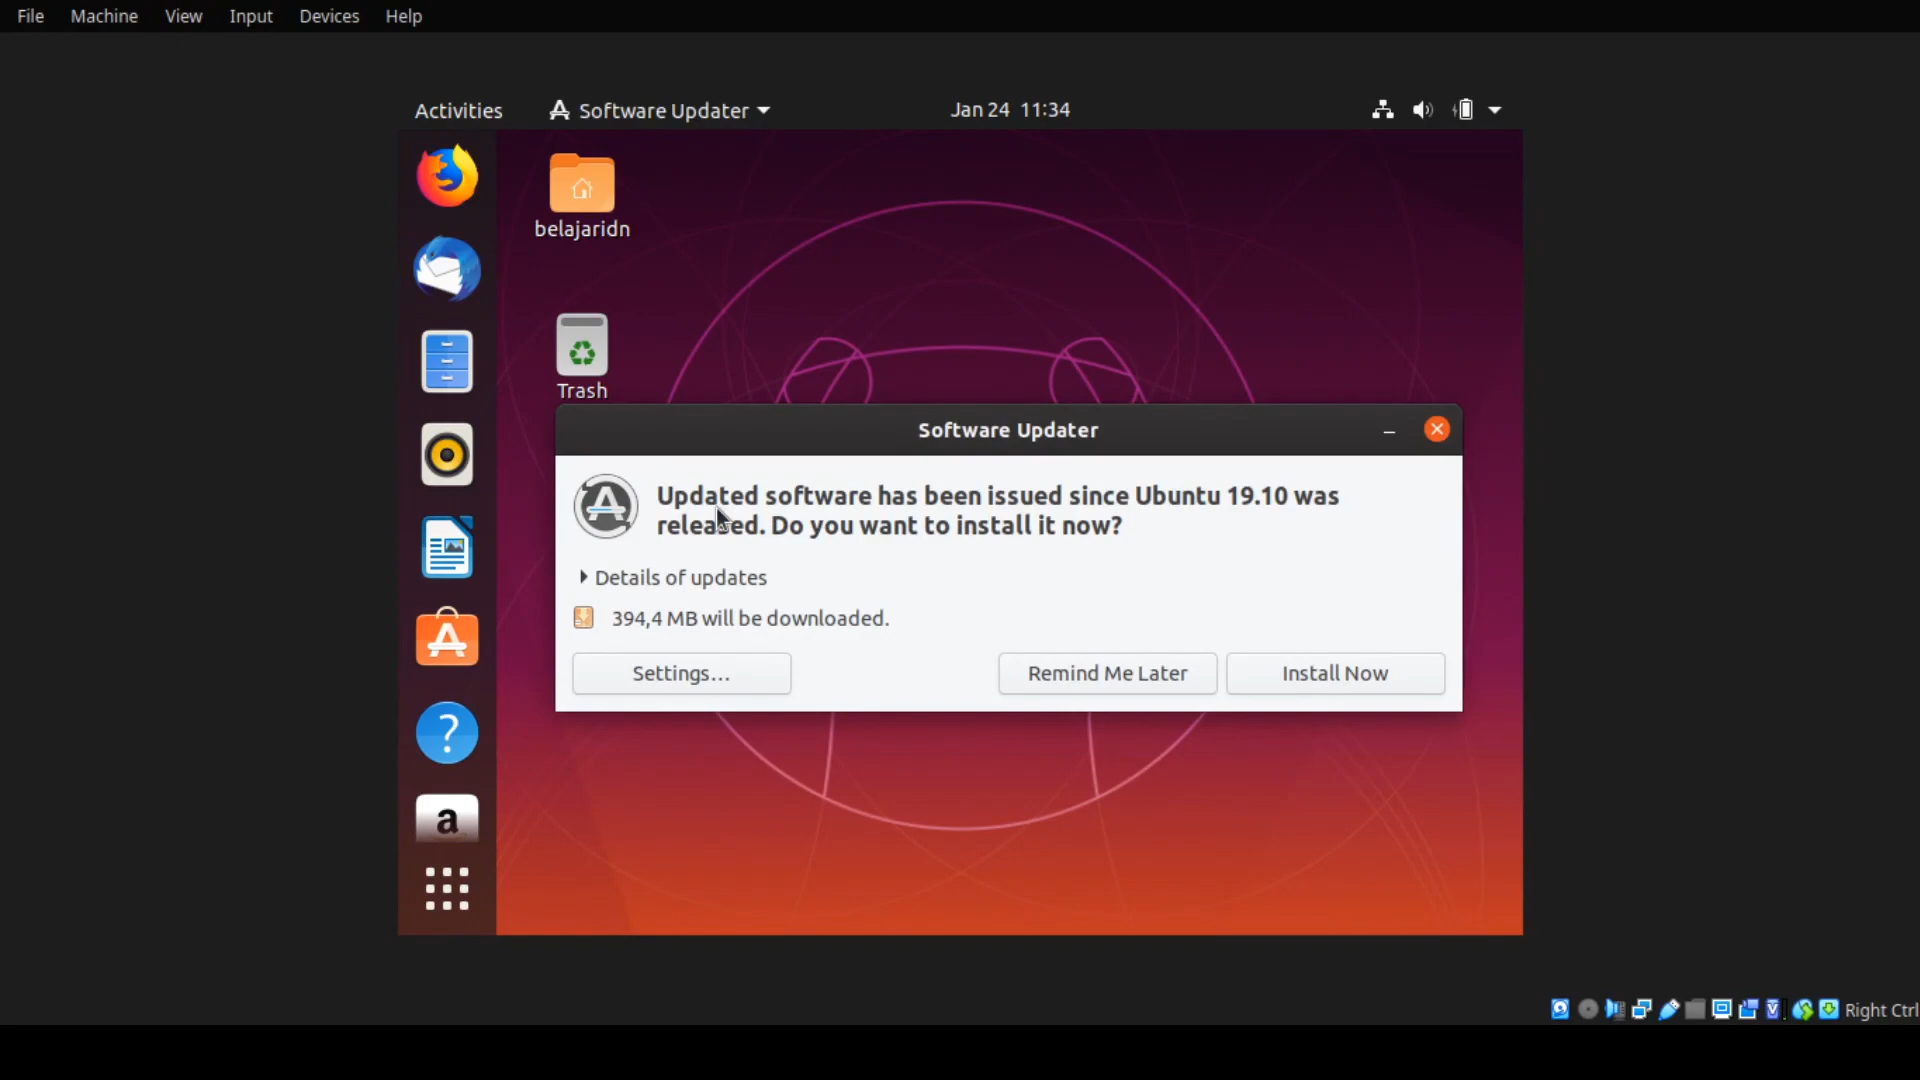 File Machine View Input Devices Help
Activities Software Updater Jan 24 11:34
belajaridn
Trash
Software Updater
Updated software has been issued since Ubuntu 19.10 was
released. Do you want to install it now?
Details of updates
394,4 MB will be downloaded.
Settings... Remind Me Later Install Now
a
Right Ctrl